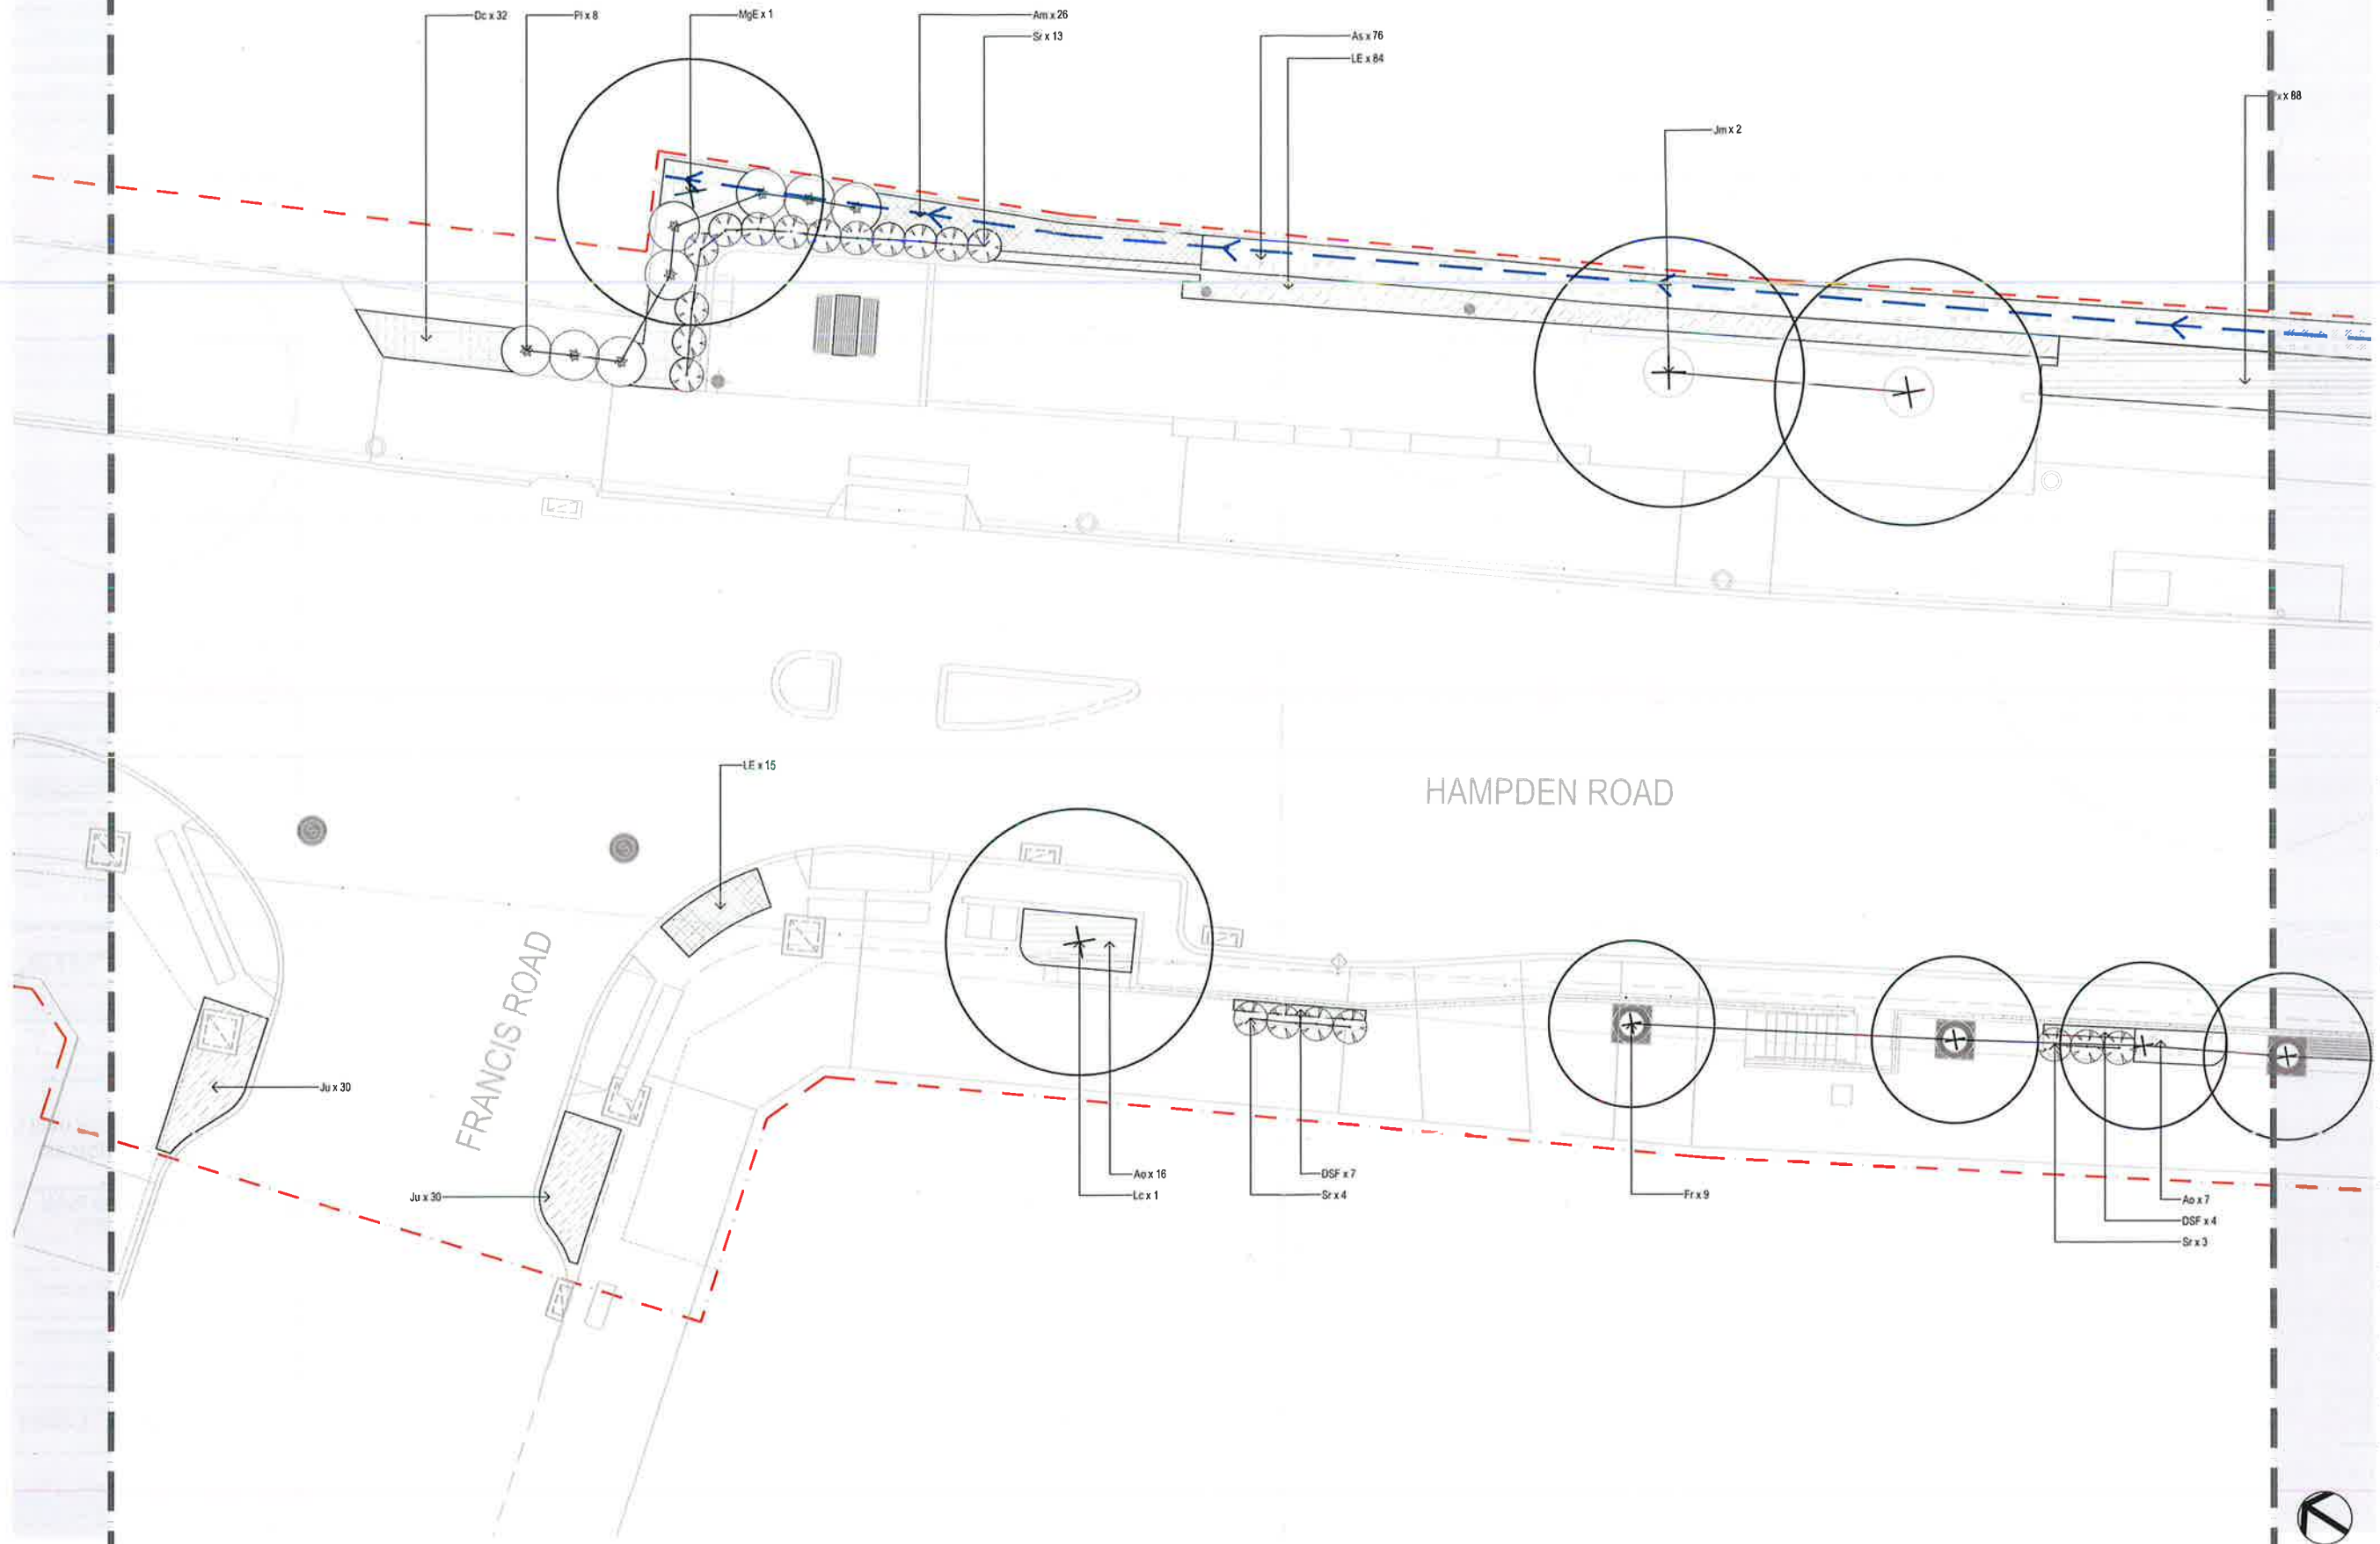 Dc x 32
Pl x 8
MgE x 1
Am x 26
Sr x 13
As x 76
LE x 84
Jm x 2
x 88
LE x 15
HAMPDEN ROAD
FRANCIS ROAD
Ju x 30
Ju x 30
Ao x 16
Lc x 1
DSF x 7
Sr x 4
Fr x 9
Ao x 7
DSF x 4
Sr x 3